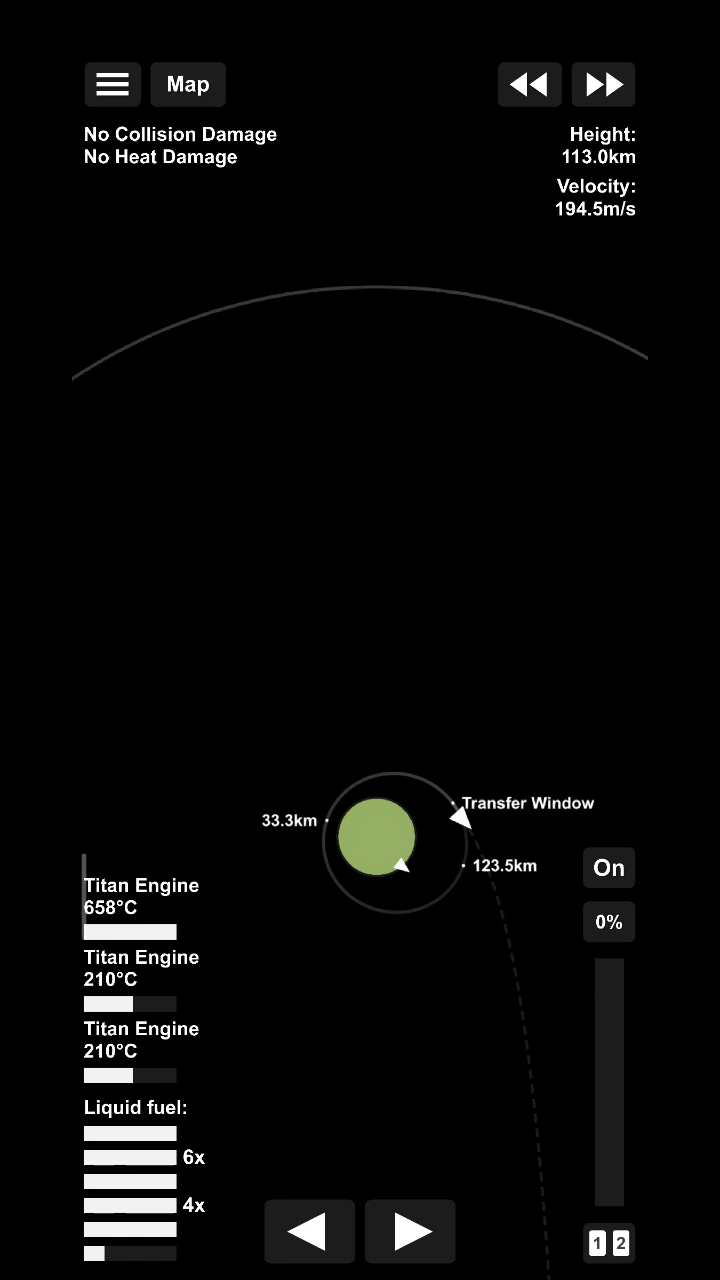 Map
No Collision Damage
No Heat Damage
Height:
113.0km
Velocity:
194.5m/s
Transfer Window
33.3km
123.5km
On
0%
Titan Engine
658°C
Titan Engine
210°C
Titan Engine
210°C
Liquid fuel:
6x
4x
1 2